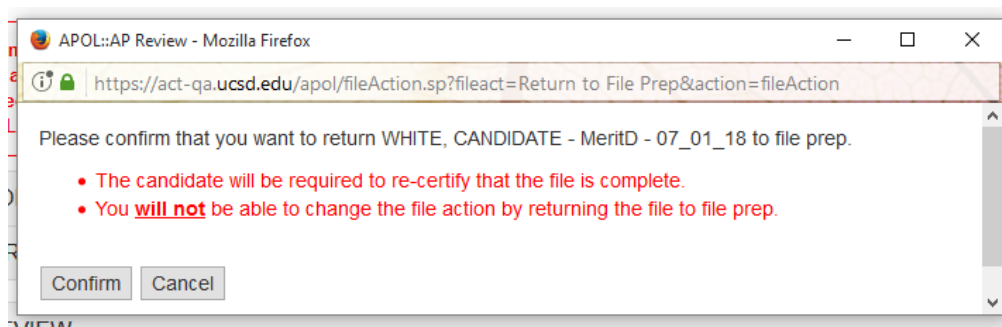 APOL::AP Review - Mozilla Firefox
https://act-qa.ucsd.edu/apol/fileAction.sp?fileact=Return to File Prep&action=fileAction
Please confirm that you want to return WHITE, CANDIDATE - MeritD - 07_01_18 to file prep.
• The candidate will be required to re-certify that the file is complete.
• You will not be able to change the file action by returning the file to file prep.
Confirm Cancel